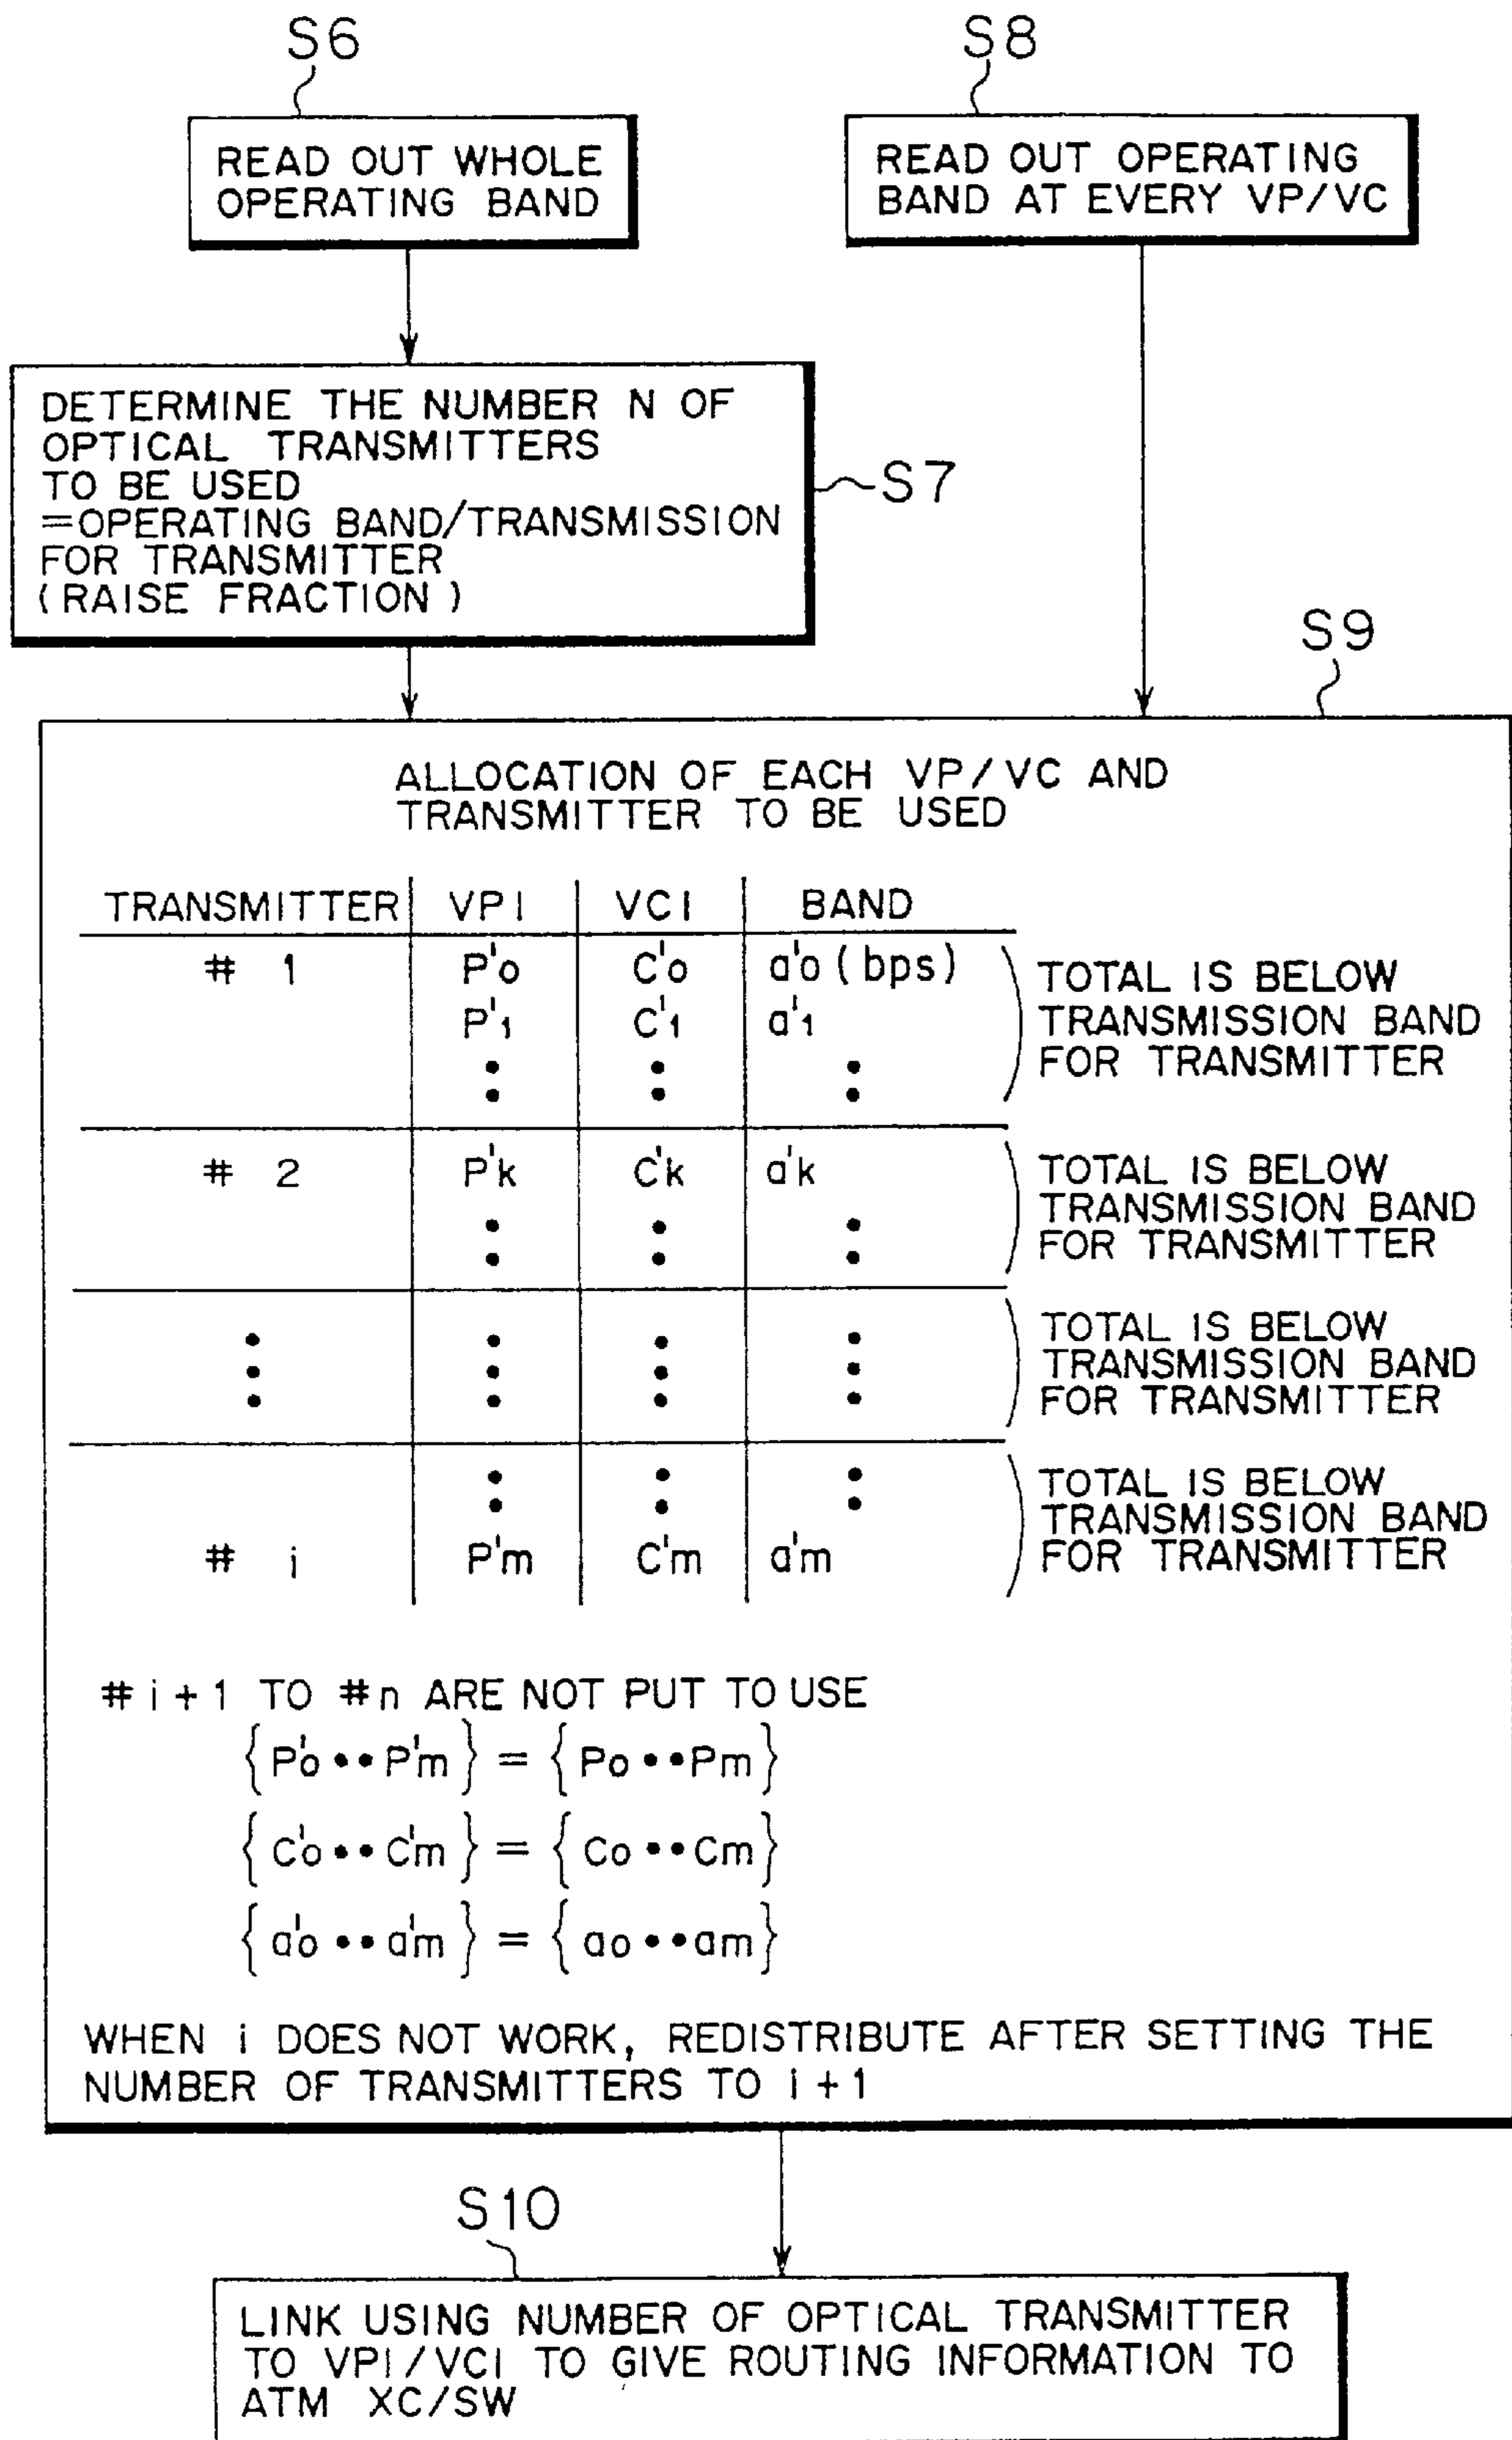 S6
READ OUT WHOLE
OPERATING BAND
S8
READ OUT OPERATING
BAND AT EVERY VP/VC
DETERMINE THE NUMBER N OF
OPTICAL TRANSMITTERS
TO BE USED
=OPERATING BAND/TRANSMISSION
FOR TRANSMITTER
(RAISE FRACTION)
S7
S9
ALLOCATION OF EACH VP/VC AND
TRANSMITTER TO BE USED
TRANSMITTER VPI VCI BAND
# 1 P'o C'o a'o (bps)
P'1 C'1 a'1
TOTAL IS BELOW
TRANSMISSION BAND
FOR TRANSMITTER
# 2 P'k C'k a'k
TOTAL IS BELOW
TRANSMISSION BAND
FOR TRANSMITTER
TOTAL IS BELOW
TRANSMISSION BAND
FOR TRANSMITTER
# i P'm C'm a'm
TOTAL IS BELOW
TRANSMISSION BAND
FOR TRANSMITTER
# i + 1 TO # n ARE NOT PUT TO USE
{P'o •• P'm} = {Po •• Pm}
{C'o •• C'm} = {Co •• Cm}
{a'o •• a'm} = {ao •• am}
WHEN i DOES NOT WORK, REDISTRIBUTE AFTER SETTING THE
NUMBER OF TRANSMITTERS TO i + 1
S10
LINK USING NUMBER OF OPTICAL TRANSMITTER
TO VPI/VCI TO GIVE ROUTING INFORMATION TO
ATM XC/SW